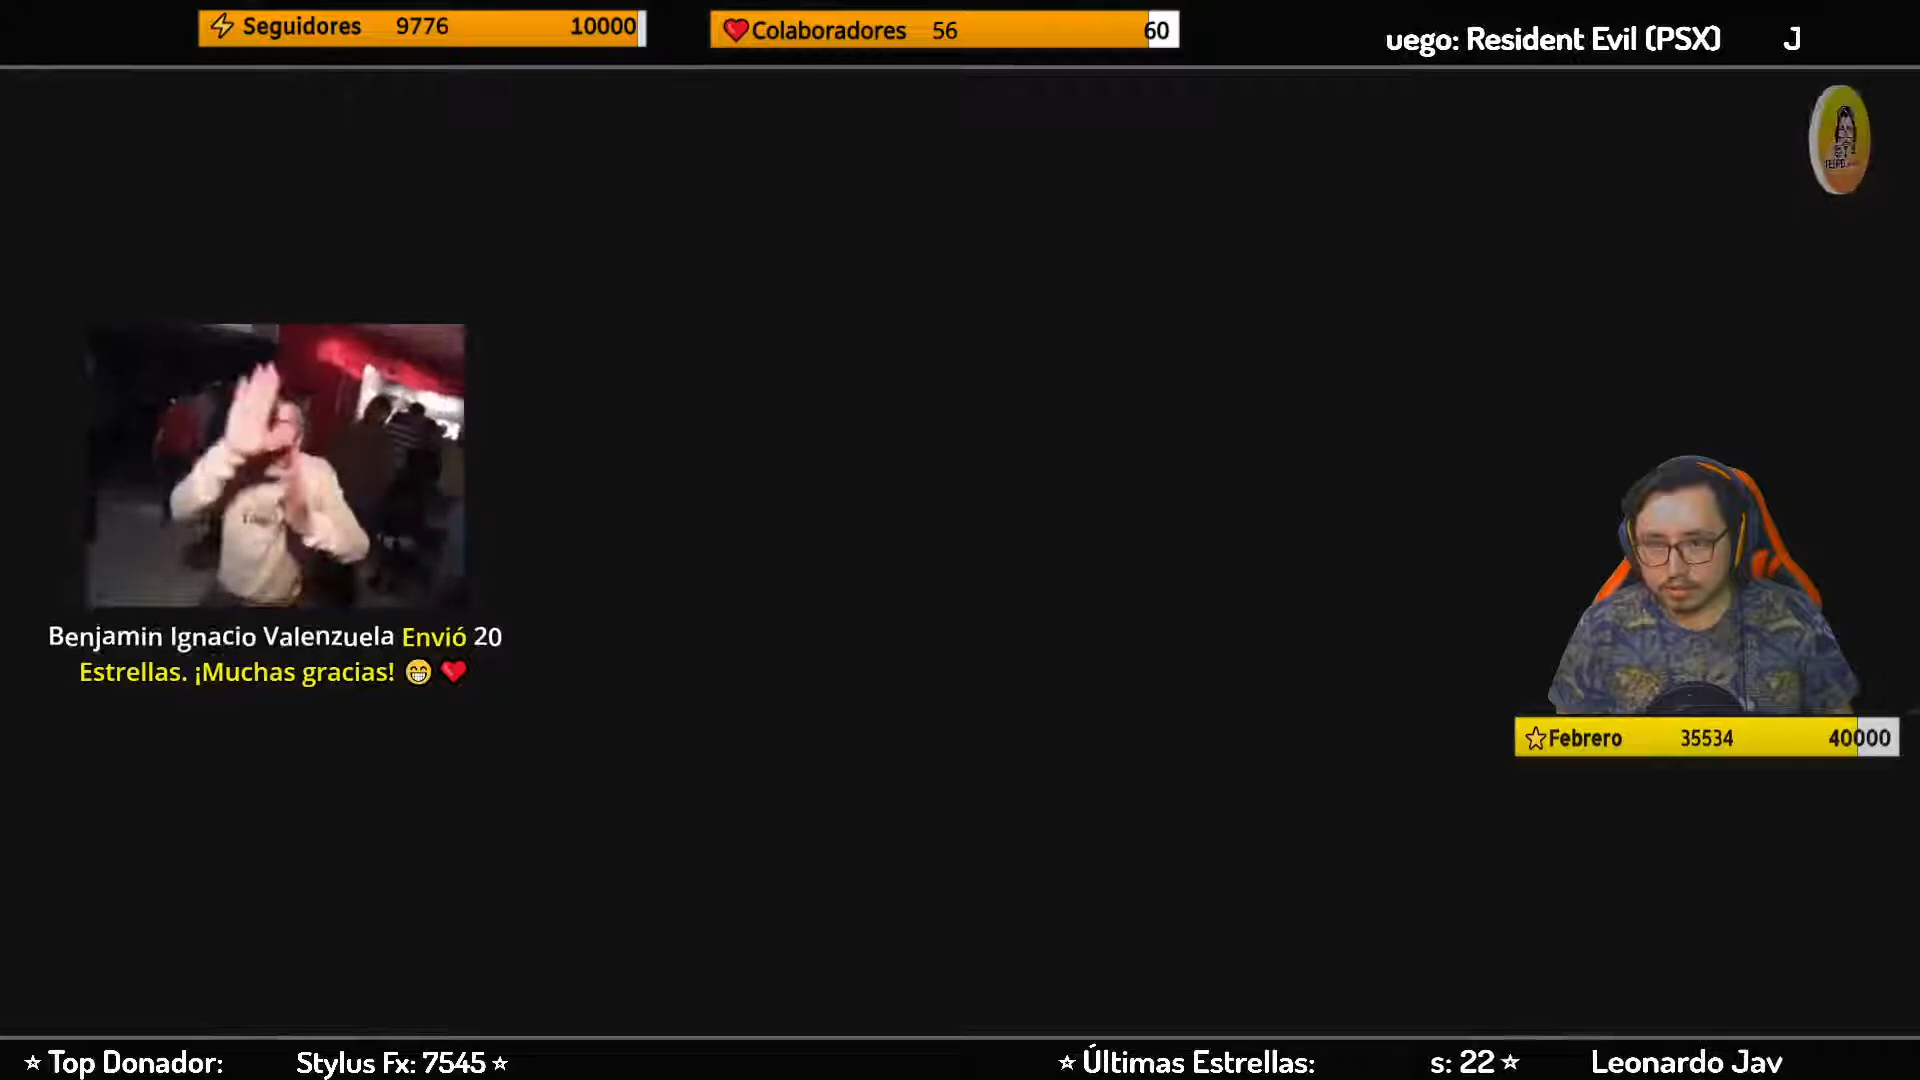 Seguidores 9776 10000
Colaboradores 56 60
uego: Resident Evil (PSX) J
Benjamin Ignacio Valenzuela Envió 20
Estrellas. ¡Muchas gracias! 😁 ❤️
Febrero 35534 40000
⭐ Top Donador: Stylus Fx: 7545 ⭐
⭐ Últimas Estrellas: s: 22 ⭐ Leonardo Jav